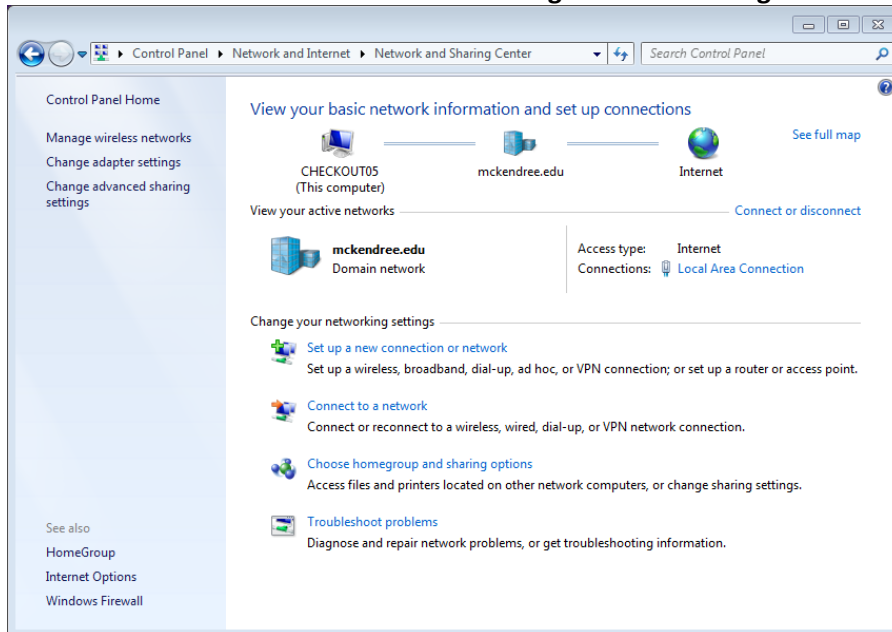 Control Panel ▸ Network and Internet ▸ Network and Sharing Center
Search Control Panel
Control Panel Home
Manage wireless networks
Change adapter settings
Change advanced sharing
settings
View your basic network information and set up connections
See full map
CHECKOUT05
(This computer)
mckendree.edu
Internet
View your active networks
Connect or disconnect
mckendree.edu
Domain network
Access type: Internet
Connections: Local Area Connection
Change your networking settings
Set up a new connection or network
Set up a wireless, broadband, dial-up, ad hoc, or VPN connection; or set up a router or access point.
Connect to a network
Connect or reconnect to a wireless, wired, dial-up, or VPN network connection.
Choose homegroup and sharing options
Access files and printers located on other network computers, or change sharing settings.
Troubleshoot problems
Diagnose and repair network problems, or get troubleshooting information.
See also
HomeGroup
Internet Options
Windows Firewall